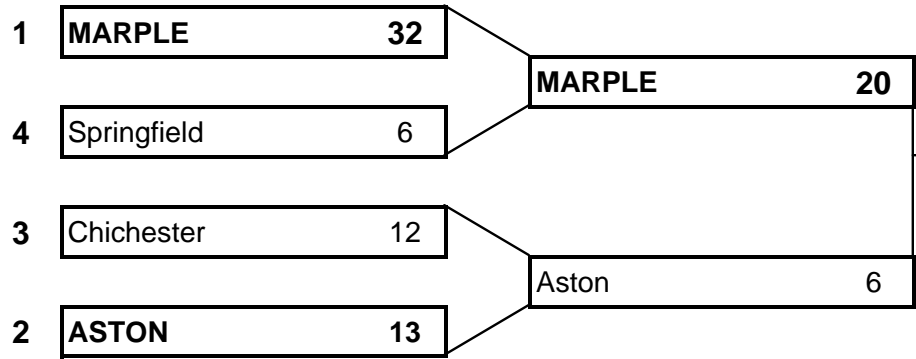 1 MARPLE 32
MARPLE 20
4 Springfield 6
3 Chichester 12
Aston 6
2 ASTON 13